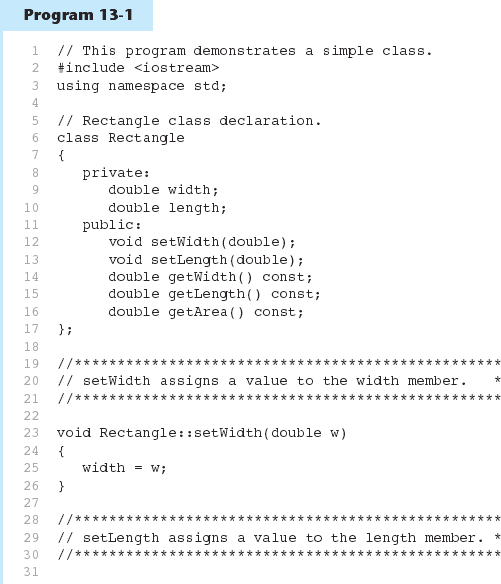 Program 13-1
1 // This program demonstrates a simple class.
2 #include <iostream>
3 using namespace std;
4
5 // Rectangle class declaration.
6 class Rectangle
7 {
8    private:
9       double width;
10       double length;
11    public:
12       void setWidth(double);
13       void setLength(double);
14       double getWidth() const;
15       double getLength() const;
16       double getArea() const;
17 };
18
19 //**************************************************
20 // setWidth assigns a value to the width member.   *
21 //**************************************************
22
23 void Rectangle::setWidth(double w)
24 {
25    width = w;
26 }
27
28 //**************************************************
29 // setLength assigns a value to the length member. *
30 //**************************************************
31